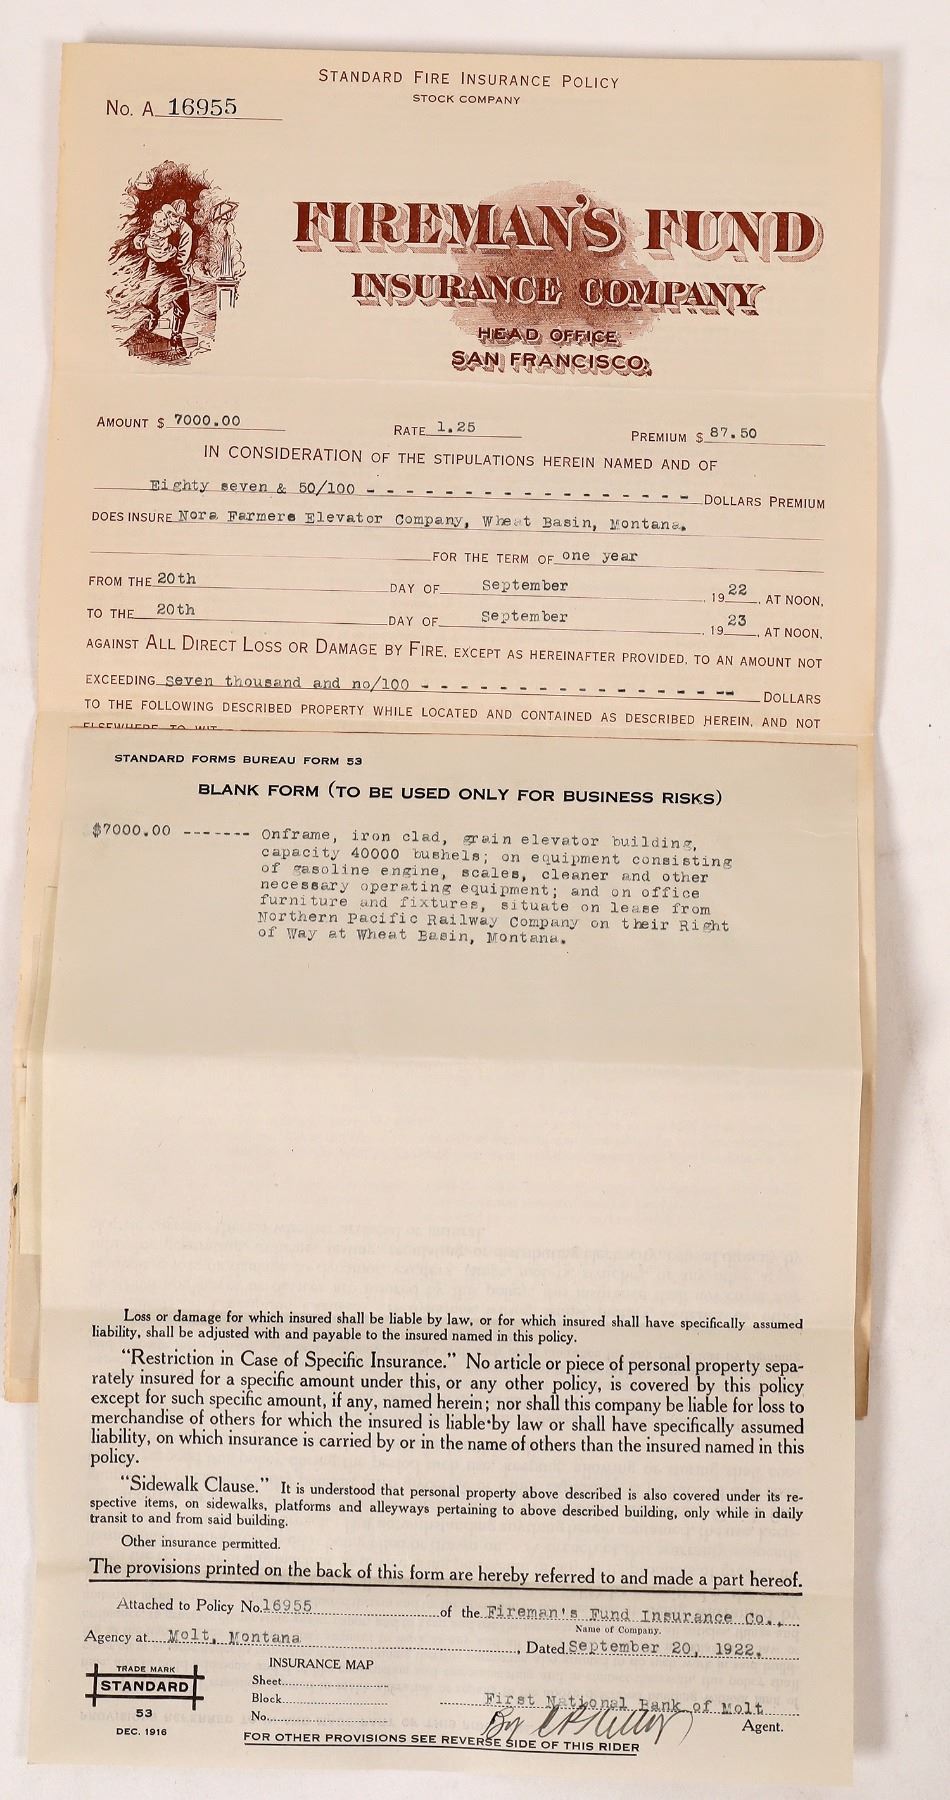 STANDARD FIRE INSURANCE POLICY
STOCK COMPANY
No. A 16955
FIREMAN'S FUND
INSURANCE COMPANY
HEAD OFFICE
SAN FRANCISCO,
AMOUNT $ 7000.00 RATE 1.25 PREMIUM $ 87.50
IN CONSIDERATION OF THE STIPULATIONS HEREIN NAMED AND OF
Eighty seven & 50/100 - - - - - - - - - - - - - - - - - DOLLARS PREMIUM
DOES INSURE Nora Farmers Elevator Company, Wheat Basin, Montana.
FOR THE TERM OF one year
FROM THE 20th DAY OF September 1922, AT NOON,
TO THE 20th DAY OF September 1923, AT NOON,
AGAINST ALL DIRECT LOSS OR DAMAGE BY FIRE, EXCEPT AS HEREINAFTER PROVIDED, TO AN AMOUNT NOT
EXCEEDING Seven thousand and no/100 - - - - - - - - - - - - - - - -- DOLLARS
TO THE FOLLOWING DESCRIBED PROPERTY WHILE LOCATED AND CONTAINED AS DESCRIBED HEREIN, AND NOT
ELSEWHERE TO WIT
STANDARD FORMS BUREAU FORM 53
BLANK FORM (TO BE USED ONLY FOR BUSINESS RISKS)
$7000.00 ------- Onframe, iron clad, grain elevator building,
capacity 40000 bushels; on equipment consisting
of gasoline engine, scales, cleaner and other
necessary operating equipment; and on office
furniture and fixtures, situate on lease from
Northern Pacific Railway Company on their Right
of Way at Wheat Basin, Montana.
Loss or damage for which insured shall be liable by law, or for which insured shall have specifically assumed
liability, shall be adjusted with and payable to the insured named in this policy.
"Restriction in Case of Specific Insurance." No article or piece of personal property sepa-
rately insured for a specific amount under this, or any other policy, is covered by this policy
except for such specific amount, if any, named herein; nor shall this company be liable for loss to
merchandise of others for which the insured is liable by law or shall have specifically assumed
liability, on which insurance is carried by or in the name of others than the insured named in this
policy.
"Sidewalk Clause." It is understood that personal property above described is also covered under its re-
spective items, on sidewalks, platforms and alleyways pertaining to above described building, only while in daily
transit to and from said building.
Other insurance permitted.
The provisions printed on the back of this form are hereby referred to and made a part hereof.
Attached to Policy No. 16955 of the Fireman's Fund Insurance Co.,
Name of Company.
Agency at Molt, Montana, Dated September 20, 1922.
TRADE MARK
STANDARD
53
DEC. 1916
INSURANCE MAP
Sheet
Block
No.
First National Bank of Molt
By
Agent.
FOR OTHER PROVISIONS SEE REVERSE SIDE OF THIS RIDER